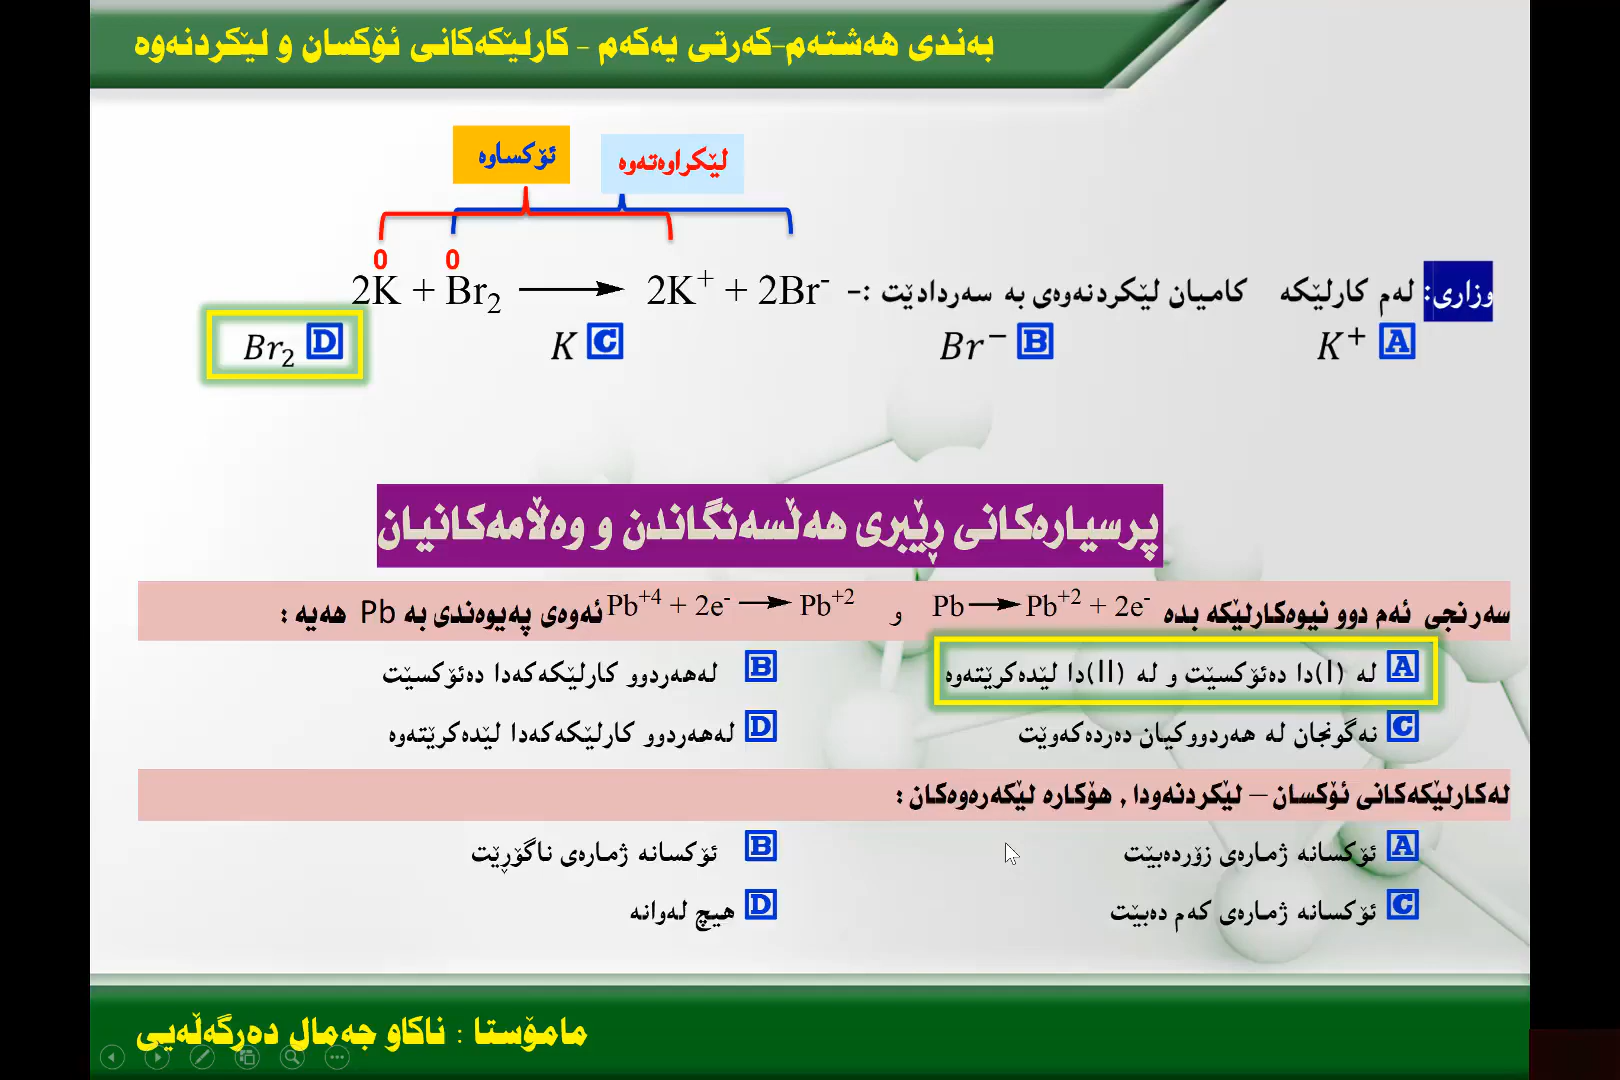 بەندی هەشتەم-کەرتی یەکەم - کارلێکەکانی ئۆکسان و لێکردنەوە
ئۆکساوە
لێکراوەتەوە
0 0
وزاری: لەم کارلێکە 2K + Br₂ ⟶ 2K⁺ + 2Br⁻ کامیان لێکردنەوەی بە سەردادێت :-
A K⁺ B Br⁻ C K D Br₂
پرسیارەکانی ڕێبری هەڵسەنگاندن و وەڵامەکانیان
سەرنجی ئەم دوو نیوەکارلێکە بدە Pb ⟶ Pb⁺² + 2e⁻ و Pb⁺⁴ + 2e⁻ ⟶ Pb⁺² ئەوەی پەیوەندی بە Pb هەیە :
A لە (I)دا دەئۆکسێت و لە (II)دا لێدەکرێتەوە B لەهەردوو کارلێکەکەدا دەئۆکسێت
C نەگونجان لە هەردووکیان دەردەکەوێت D لەهەردوو کارلێکەکەدا لێدەکرێتەوە
لەکارلێکەکانی ئۆکسان – لێکردنەودا , هۆکارە لێکەرەوەکان :
A ئۆکسانە ژمارەی زۆردەبێت B ئۆکسانە ژمارەی ناگۆڕێت
C ئۆکسانە ژمارەی کەم دەبێت D هیچ لەوانە
مامۆستا : ناکاو جەمال دەرگەڵەیی